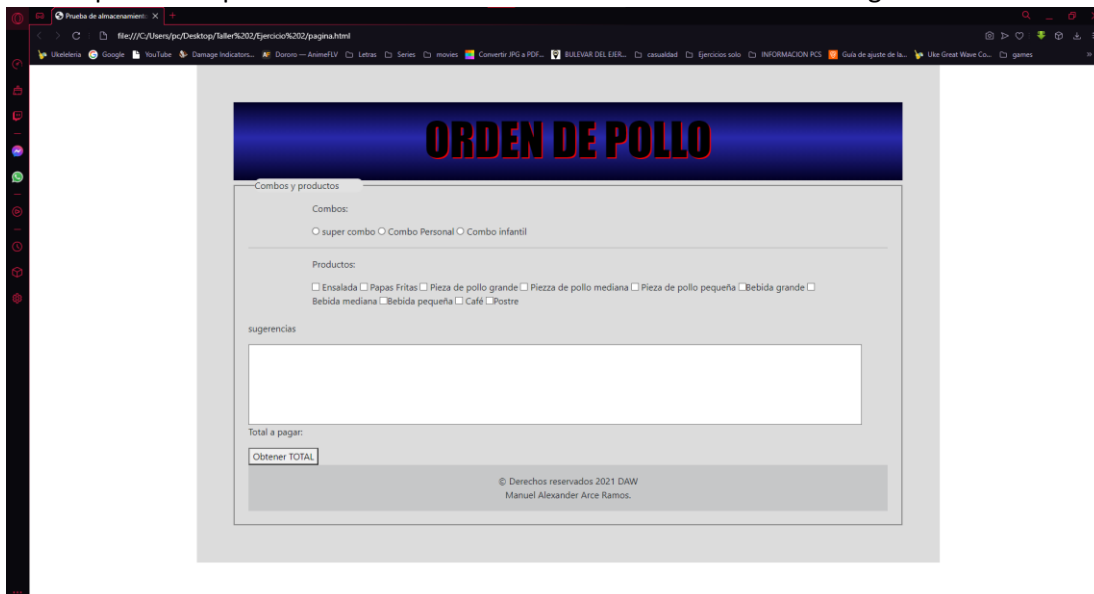 Prueba de almacenamient:
file:///C:/Users/pc/Desktop/Taller%202/Ejercicio%202/pagina.html
Ukeleleria Google YouTube Damage Indicators... Dororo — AnimeFLV Letras Series movies Convertir JPG a PDF... BULEVAR DEL EJER... casualdad Ejercicios solo INFORMACION PCS Guía de ajuste de la... Uke Great Wave Co... games »
ORDEN DE POLLO
Combos y productos
Combos:
super combo Combo Personal Combo infantil
Productos:
Ensalada Papas Fritas Pieza de pollo grande Piezza de pollo mediana Pieza de pollo pequeña Bebida grande
Bebida mediana Bebida pequeña Café Postre
sugerencias
Total a pagar:
Obtener TOTAL
© Derechos reservados 2021 DAW
Manuel Alexander Arce Ramos.